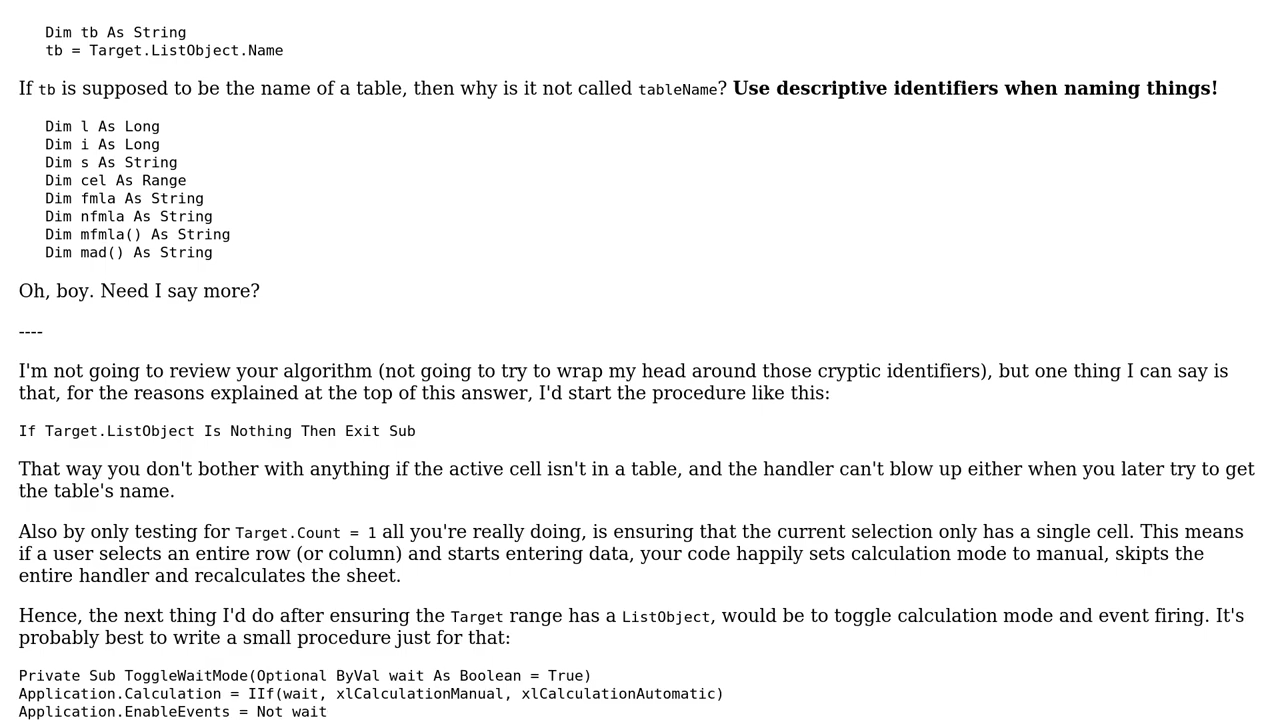 Dim tb As String
tb = Target.ListObject.Name
If tb is supposed to be the name of a table, then why is it not called tableName? Use descriptive identifiers when naming things!
Dim l As Long
Dim i As Long
Dim s As String
Dim cel As Range
Dim fmla As String
Dim nfmla As String
Dim mfmla() As String
Dim mad() As String
Oh, boy. Need I say more?
----
I'm not going to review your algorithm (not going to try to wrap my head around those cryptic identifiers), but one thing I can say is
that, for the reasons explained at the top of this answer, I'd start the procedure like this:
If Target.ListObject Is Nothing Then Exit Sub
That way you don't bother with anything if the active cell isn't in a table, and the handler can't blow up either when you later try to get
the table's name.
Also by only testing for Target.Count = 1 all you're really doing, is ensuring that the current selection only has a single cell. This means
if a user selects an entire row (or column) and starts entering data, your code happily sets calculation mode to manual, skipts the
entire handler and recalculates the sheet.
Hence, the next thing I'd do after ensuring the Target range has a ListObject, would be to toggle calculation mode and event firing. It's
probably best to write a small procedure just for that:
Private Sub ToggleWaitMode(Optional ByVal wait As Boolean = True)
Application.Calculation = IIf(wait, xlCalculationManual, xlCalculationAutomatic)
Application.EnableEvents = Not wait